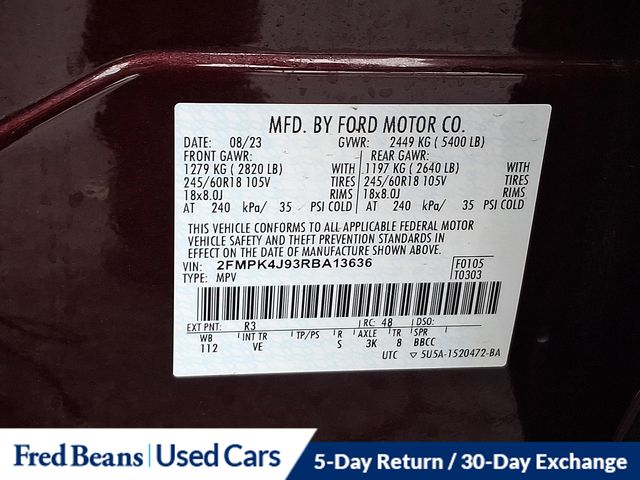 MFD. BY FORD MOTOR CO.
DATE: 08/23 GVWR: 2449 KG ( 5400 LB)
FRONT GAWR: REAR GAWR:
1279 KG ( 2820 LB) WITH 1197 KG ( 2640 LB) WITH
245/60R18 105V TIRES 245/60R18 105V TIRES
18x8.0J RIMS 18x8.0J RIMS
AT 240 kPa/ 35 PSI COLD AT 240 kPa/ 35 PSI COLD
THIS VEHICLE CONFORMS TO ALL APPLICABLE FEDERAL MOTOR
VEHICLE SAFETY AND THEFT PREVENTION STANDARDS IN
EFFECT ON THE DATE OF MANUFACTURE SHOWN ABOVE.
VIN: 2FMPK4J93RBA13636 F0105
TYPE: MPV T0303
EXT PNT: R3 RC: 48 DSO:
WB INT TR TP/PS R AXLE TR SPR
112 VE S 3K 8 BBCC
UTC ▽ 5U5A-1520472-BA
Fred Beans | Used Cars 5-Day Return / 30-Day Exchange